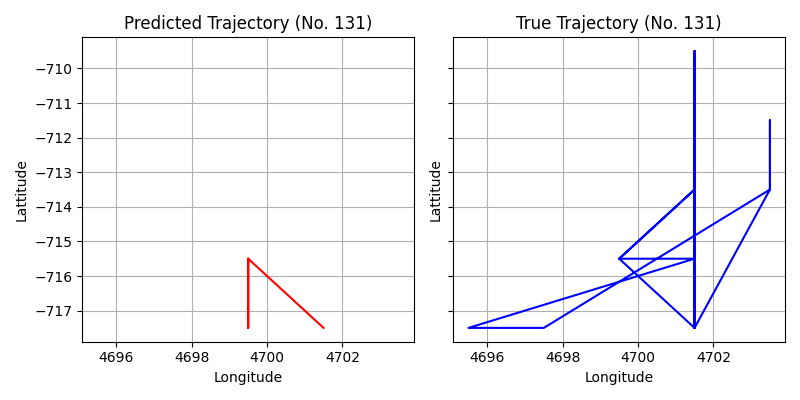 Predicted Trajectory (No. 131)
True Trajectory (No. 131)
Lattitude
−710
−711
−712
−713
−714
−715
−716
−717
4696
4698
4700
4702
Longitude
Lattitude
4696
4698
4700
4702
Longitude